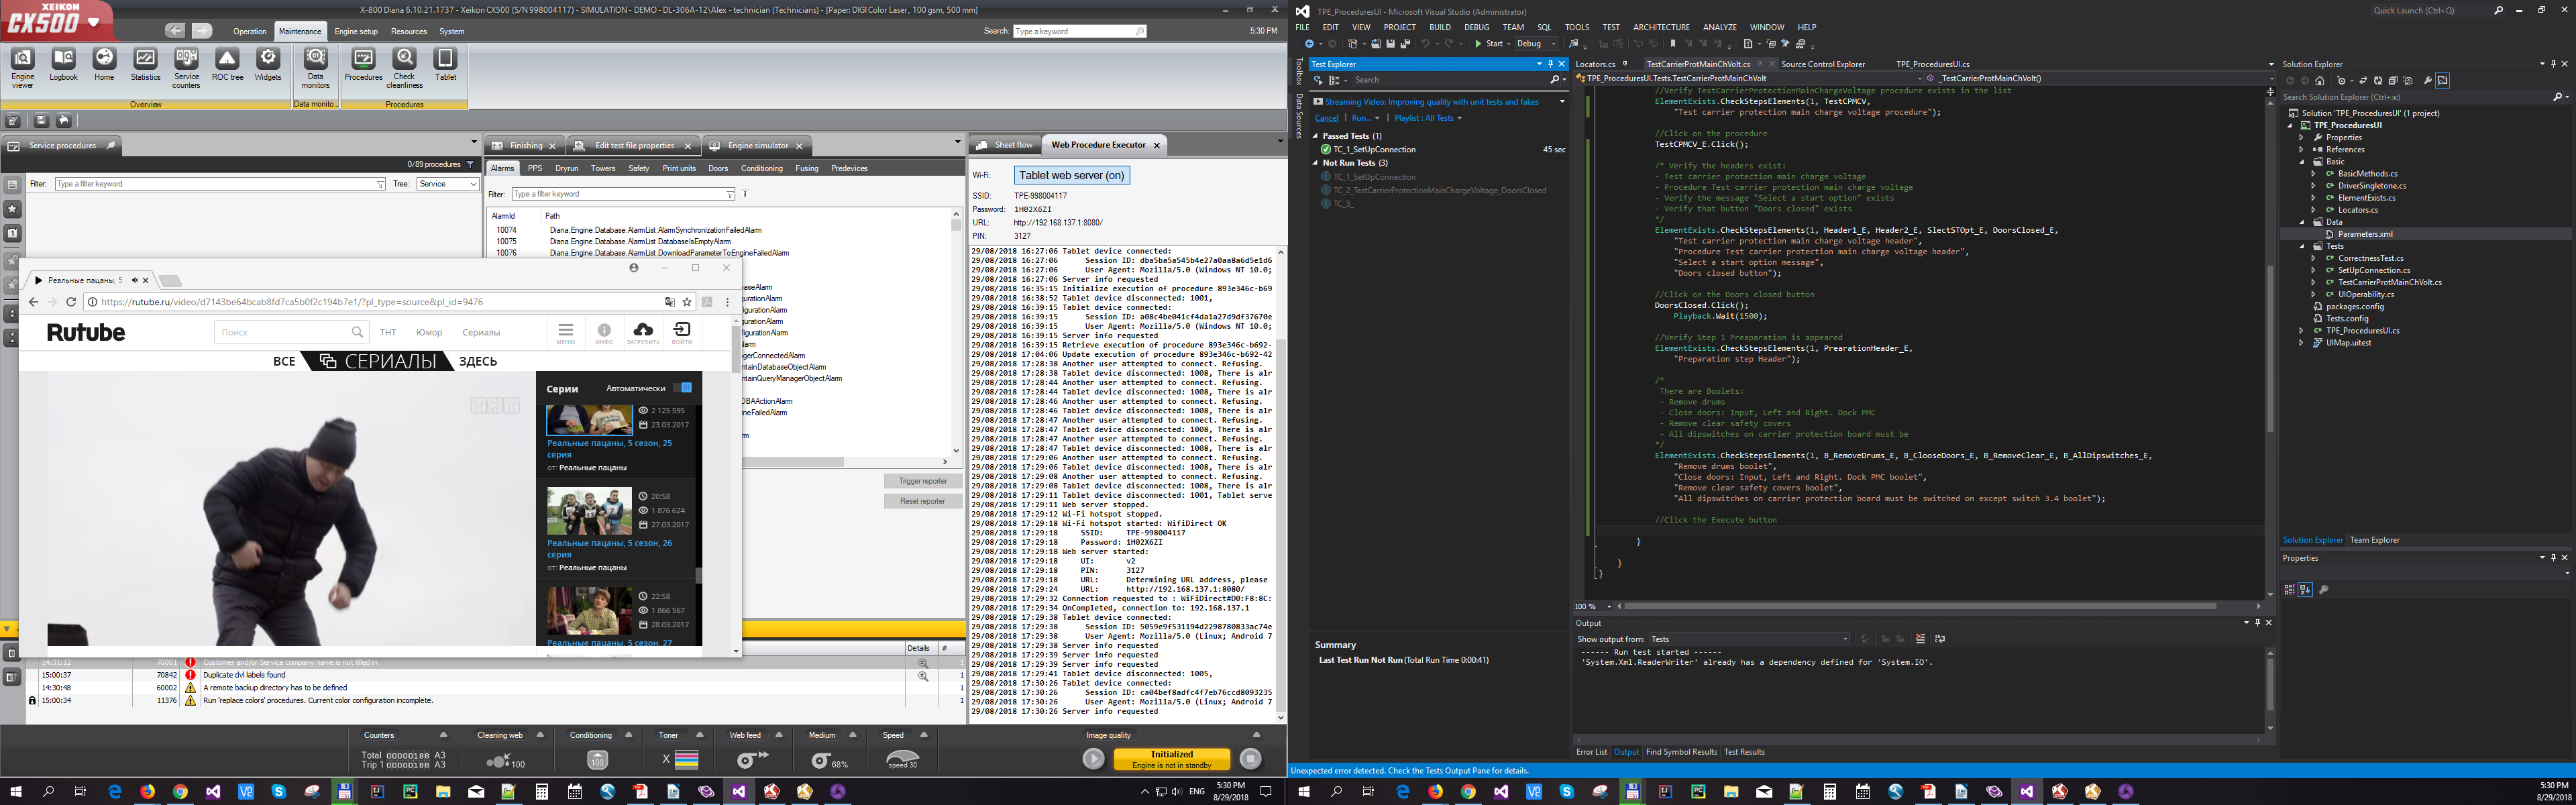 XEIKON
CX500
X-800 Diana 6.10.21.1737 - Xeikon CX500 (S/N 998004117) - SIMULATION - DEMO - DL-306A-12\Alex - technician (Technicians) - [Paper: DIGI Color Laser , 100 gsm, 500 mm]
Operation Maintenance Engine setup Resources System
Search: Type a keyword 5:30 PM
Engine viewer Logbook Home Statistics Service counters ROC tree Widgets Data monitors Procedures Check cleanliness Tablet
Overview Data monito... Procedures
Service procedures
0/89 procedures
Filter: Type a filter keyword Tree: Service
Finishing Edit test file properties Engine simulator
Alarms PPS Dryrun Towers Safety Print units Doors Conditioning Fusing Predevices
Filter: Type a filter keyword
AlarmId Path
10074 Diana.Engine.Database.AlarmList.AlarmSynchronizationFailedAlarm
10075 Diana.Engine.Database.AlarmList.DatabaseIsEmptyAlarm
10076 Diana.Engine.Database.AlarmList.DownloadParameterToEngineFailedAlarm
baseAlarm
igurationAlarm
igurationAlarm
igurationAlarm
figurationAlarm
rAlarm
gerConnectedAlarm
ntainDatabaseObjectAlarm
ntainQueryManagerObjectAlarm
DBAActionAlarm
neFailedAlarm
Trigger reporter
Reset reporter
Реальные пацаны, 5
https://rutube.ru/video/d7143be64bcab8fd7ca5b0f2c194b7e1/?pl_type=source&pl_id=9476
Rutube Поиск ТНТ Юмор Сериалы МЕНЮ ИНФО ЗАГРУЗИТЬ ВОЙТИ
ВСЕ СЕРИАЛЫ ЗДЕСЬ
Серии Автоматически
2 125 595
23.03.2017
Реальные пацаны, 5 сезон, 25
серия
от: Реальные пацаны
20:58
1 876 624
27.03.2017
Реальные пацаны, 5 сезон, 26
серия
от: Реальные пацаны
22:58
1 866 567
28.03.2017
Реальные пацаны, 5 сезон, 27
Details #
14:31:12 70001 Customer and/or Service company name is not filled in 1
15:00:37 70842 Duplicate dvl labels found 1
14:30:48 60002 A remote backup directory has to be defined 1
15:00:34 11376 Run 'replace colors' procedures. Current color configuration incomplete. 1
Sheet flow Web Procedure Executor
Wi-Fi: Tablet web server (on)
SSID: TPE-998004117
Password: 1H02X6ZI
URL: http://192.168.137.1:8080/
PIN: 3127
29/08/2018 16:27:06 Tablet device connected:
29/08/2018 16:27:06 Session ID: dba5ba5a545b4e27a0aa8a6d5e1d6
29/08/2018 16:27:06 User Agent: Mozilla/5.0 (Windows NT 10.0;
29/08/2018 16:27:06 Server info requested
29/08/2018 16:35:15 Initialize execution of procedure 893e346c-b69
29/08/2018 16:38:52 Tablet device disconnected: 1001,
29/08/2018 16:39:15 Tablet device connected:
29/08/2018 16:39:15 Session ID: a08c4be041cf4da1a27d9df37670e
29/08/2018 16:39:15 User Agent: Mozilla/5.0 (Windows NT 10.0;
29/08/2018 16:39:15 Server info requested
29/08/2018 16:39:15 Retrieve execution of procedure 893e346c-b692-
29/08/2018 17:04:06 Update execution of procedure 893e346c-b692-42
29/08/2018 17:28:38 Another user attempted to connect. Refusing.
29/08/2018 17:28:38 Tablet device disconnected: 1008, There is alr
29/08/2018 17:28:44 Another user attempted to connect. Refusing.
29/08/2018 17:28:44 Tablet device disconnected: 1008, There is alr
29/08/2018 17:28:46 Another user attempted to connect. Refusing.
29/08/2018 17:28:46 Tablet device disconnected: 1008, There is alr
29/08/2018 17:28:47 Another user attempted to connect. Refusing.
29/08/2018 17:28:47 Tablet device disconnected: 1008, There is alr
29/08/2018 17:28:47 Another user attempted to connect. Refusing.
29/08/2018 17:28:47 Tablet device disconnected: 1008, There is alr
29/08/2018 17:29:06 Another user attempted to connect. Refusing.
29/08/2018 17:29:06 Tablet device disconnected: 1008, There is alr
29/08/2018 17:29:08 Another user attempted to connect. Refusing.
29/08/2018 17:29:08 Tablet device disconnected: 1008, There is alr
29/08/2018 17:29:11 Tablet device disconnected: 1001, Tablet serve
29/08/2018 17:29:11 Web server stopped.
29/08/2018 17:29:12 Wi-Fi hotspot stopped.
29/08/2018 17:29:18 Wi-Fi hotspot started: WifiDirect OK
29/08/2018 17:29:18 SSID: TPE-998004117
29/08/2018 17:29:18 Password: 1H02X6ZI
29/08/2018 17:29:18 Web server started:
29/08/2018 17:29:18 UI: v2
29/08/2018 17:29:18 PIN: 3127
29/08/2018 17:29:18 URL: Determining URL address, please
29/08/2018 17:29:24 URL: http://192.168.137.1:8080/
29/08/2018 17:29:32 Connection requested to : WiFiDirect#D0:F8:8C:
29/08/2018 17:29:34 OnCompleted, connection to: 192.168.137.1
29/08/2018 17:29:38 Tablet device connected:
29/08/2018 17:29:38 Session ID: 5059e9f531194d2298780833ac74e
29/08/2018 17:29:38 User Agent: Mozilla/5.0 (Linux; Android 7
29/08/2018 17:29:38 Server info requested
29/08/2018 17:29:39 Server info requested
29/08/2018 17:29:39 Server info requested
29/08/2018 17:29:41 Tablet device disconnected: 1005,
29/08/2018 17:30:26 Tablet device connected:
29/08/2018 17:30:26 Session ID: ca04bef8adfc4f7eb76ccd8093235
29/08/2018 17:30:26 User Agent: Mozilla/5.0 (Linux; Android 7
29/08/2018 17:30:26 Server info requested
Counters Cleaning web Conditioning Toner Web feed Medium Speed Image quality
Total 00000188 A3
Trip 1 00000188 A3
100 100 X 68% speed 30
Initialized
Engine is not in standby
ENG 5:30 PM
8/29/2018
TPE_ProceduresUI - Microsoft Visual Studio (Administrator) Quick Launch (Ctrl+Q)
FILE EDIT VIEW PROJECT BUILD DEBUG TEAM SQL TOOLS TEST ARCHITECTURE ANALYZE WINDOW HELP
Start Debug
Toolbox Data Sources
Test Explorer
Search
Streaming Video: Improving quality with unit tests and fakes
Cancel | Run... | Playlist : All Tests
Passed Tests (1)
TC_1_SetUpConnection 45 sec
Not Run Tests (3)
TC_1_SetUpConnection
TC_2_TestCarrierProtectionMainChargeVoltage_DoorsClosed
TC_3_
Summary
Last Test Run Not Run (Total Run Time 0:00:41)
Locators.cs TestCarrierProtMainChVolt.cs Source Control Explorer TPE_ProceduresUI.cs
TPE_ProceduresUI.Tests.TestCarrierProtMainChVolt _TestCarrierProtMainChVolt()
//Verify TestCarrierProtectionMainChargeVoltage procedure exists in the list
ElementExists.CheckStepsElements(1, TestCPMCV,
"Test carrier protection main charge voltage procedure");
//Click on the procedure
TestCPMCV_E.Click();
/* Verify the headers exist:
- Test carrier protection main charge voltage
- Procedure Test carrier protection main charge voltage
- Verify the message "Select a start option" exists
- Verify that button "Doors closed" exists
*/
ElementExists.CheckStepsElements(1, Header1_E, Header2_E, SlectSTOpt_E, DoorsClosed_E,
"Test carrier protection main charge voltage header",
"Procedure Test carrier protection main charge voltage header",
"Select a start option message",
"Doors closed button");
//Click on the Doors closed button
DoorsClosed.Click();
Playback.Wait(1500);
//Verify Step 1 Preaparation is appeared
ElementExists.CheckStepsElements(1, PrearationHeader_E,
"Preparation step Header");
/*
There are Boolets:
- Remove drums
- Close doors: Input, Left and Right. Dock PMC
- Remove clear safety covers
- All dipswitches on carrier protection board must be
*/
ElementExists.CheckStepsElements(1, B_RemoveDrums_E, B_ClooseDoors_E, B_RemoveClear_E, B_AllDipswitches_E,
"Remove drums boolet",
"Close doors: Input, Left and Right. Dock PMC boolet",
"Remove clear safety covers boolet",
"All dipswitches on carrier protection board must be switched on except switch 3.4 boolet");
//Click the Execute button
}
}
}
100 %
Output
Show output from: Tests
------ Run test started ------
'System.Xml.ReaderWriter' already has a dependency defined for 'System.IO'.
Error List Output Find Symbol Results Test Results
Unexpected error detected. Check the Tests Output Pane for details.
Solution Explorer
Search Solution Explorer (Ctrl+ж)
Solution 'TPE_ProceduresUI' (1 project)
TPE_ProceduresUI
Properties
References
Basic
BasicMethods.cs
DriverSingletone.cs
ElementExists.cs
Locators.cs
Data
Parameters.xml
Tests
CorrectnessTest.cs
SetUpConnection.cs
TestCarrierProtMainChVolt.cs
UIOperability.cs
packages.config
Tests.config
TPE_ProceduresUI.cs
UIMap.uitest
Solution Explorer Team Explorer
Properties
5:30 PM
8/29/2018